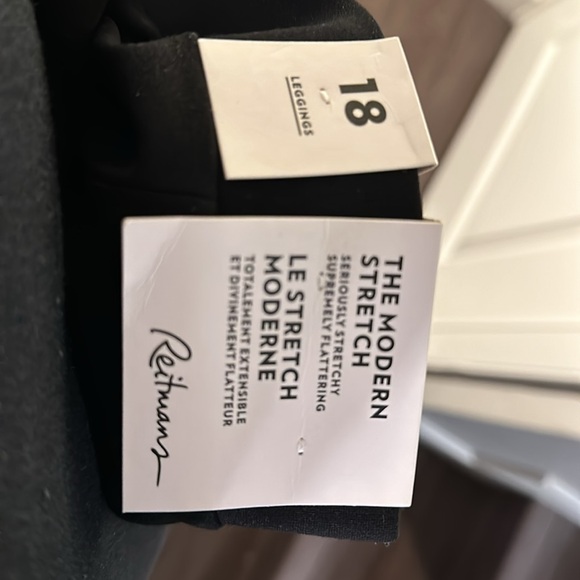 18
LEGGINGS
THE MODERN
STRETCH
SERIOUSLY STRETCHY
SUPREMELY FLATTERING
LE STRETCH
MODERNE
TOTALEMENT EXTENSIBLE
ET DIVINEMENT FLATTEUR
Reitmans